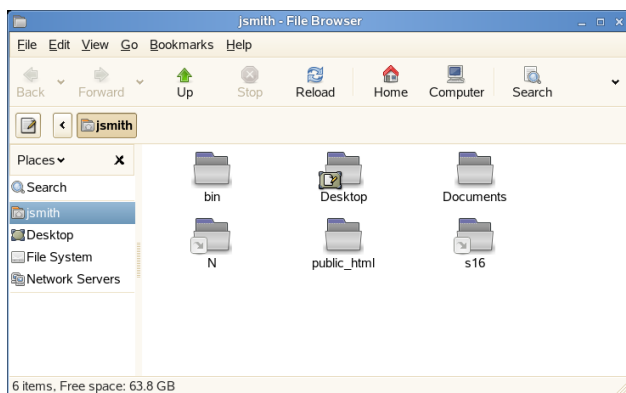 jsmith - File Browser
File Edit View Go Bookmarks Help
Back Forward Up Stop Reload Home Computer Search
jsmith
Places
Search
jsmith
Desktop
File System
Network Servers
bin Desktop Documents
N public_html s16
6 items, Free space: 63.8 GB